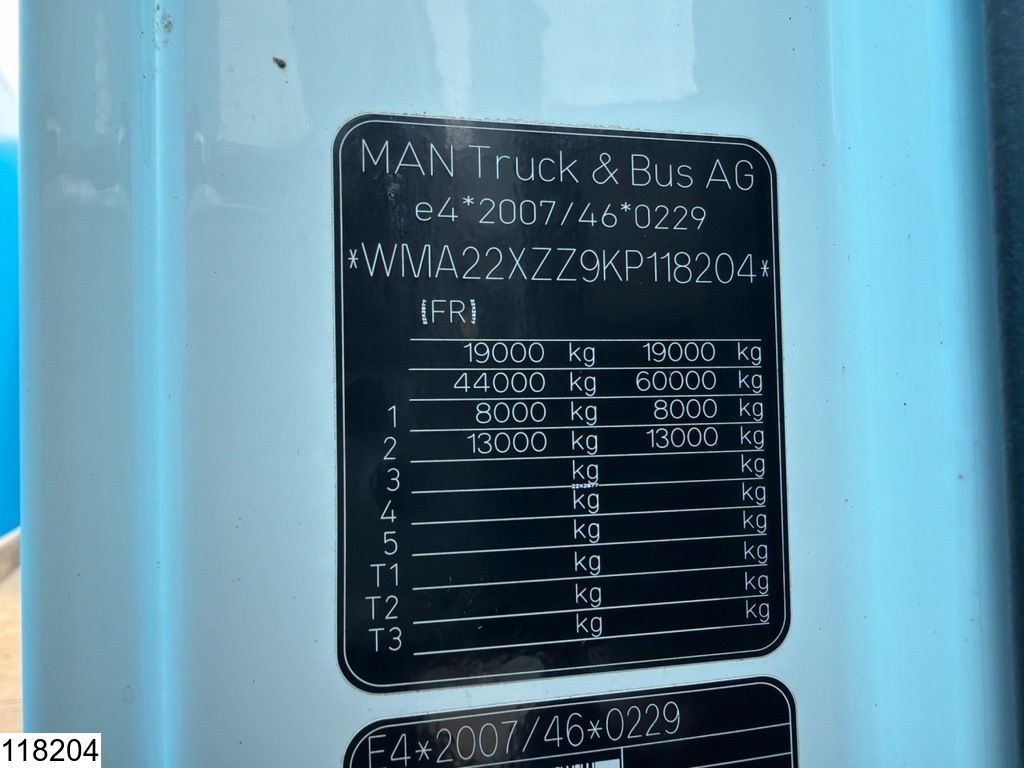 MAN Truck & Bus AG
e4*2007/46*0229
*WMA22XZZ9KP118204*
(FR)
19000 kg 19000 kg
44000 kg 60000 kg
1 8000 kg 8000 kg
2 13000 kg 13000 kg
3 kg kg
4 kg kg
5 kg kg
T1 kg kg
T2 kg kg
T3 kg kg
E4*2007/46*0229
118204